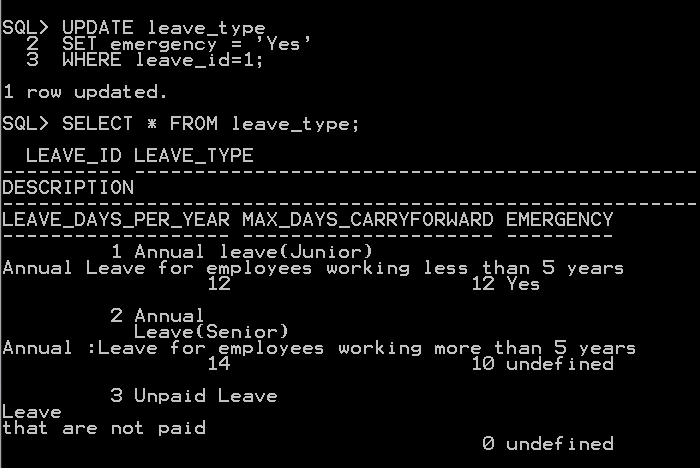 SQL> UPDATE leave_type
  2  SET emergency = 'Yes'
  3  WHERE leave_id=1;
1 row updated.
SQL> SELECT * FROM leave_type;
  LEAVE_ID LEAVE_TYPE
---------- --------------------------------------------------
DESCRIPTION
--------------------------------------------------------------
LEAVE_DAYS_PER_YEAR MAX_DAYS_CARRYFORWARD EMERGENCY
------------------- --------------------- ---------
         1 Annual leave(Junior)
Annual Leave for employees working less than 5 years
                 12                    12 Yes
         2 Annual
           Leave(Senior)
Annual :Leave for employees working more than 5 years
                 14                    10 undefined
         3 Unpaid Leave
Leave
that are not paid
                                        0 undefined